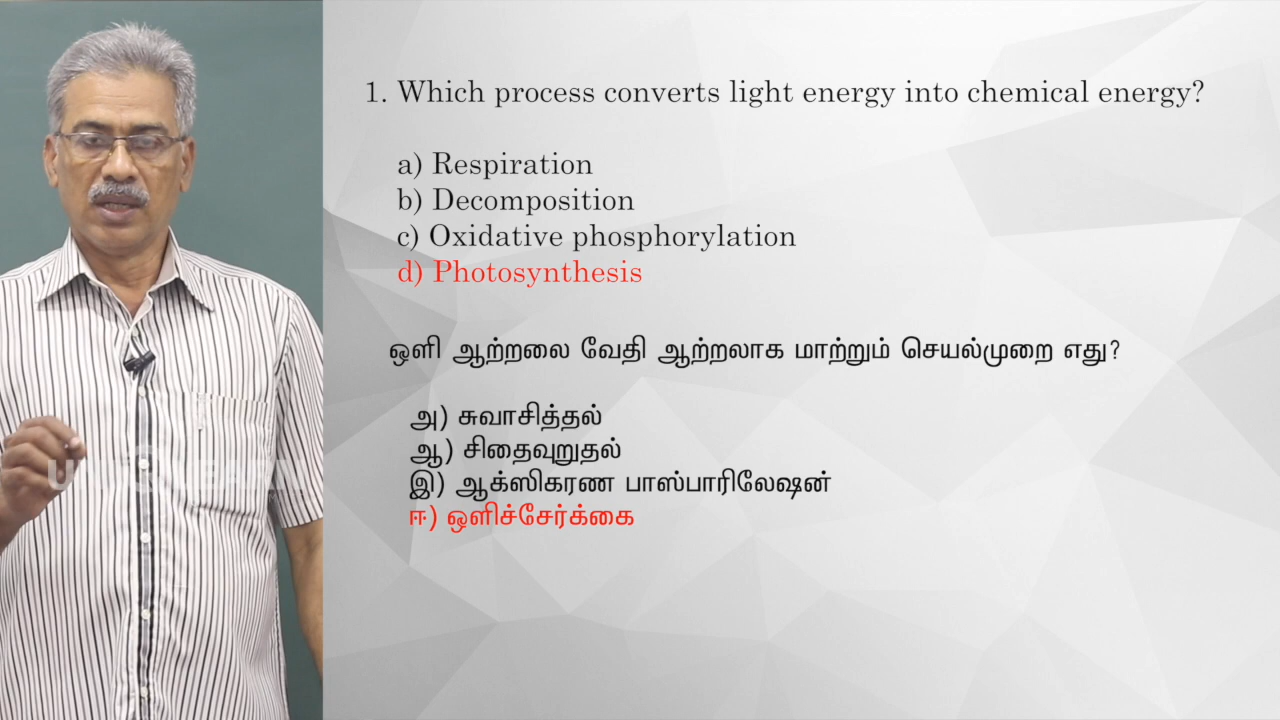 1. Which process converts light energy into chemical energy?
a) Respiration
b) Decomposition
c) Oxidative phosphorylation
d) Photosynthesis
ஒளி ஆற்றலை வேதி ஆற்றலாக மாற்றும் செயல்முறை எது?
அ) சுவாசித்தல்
ஆ) சிதைவுறுதல்
இ) ஆக்ஸிகரண பாஸ்பாரிலேஷன்
ஈ) ஒளிச்சேர்க்கை